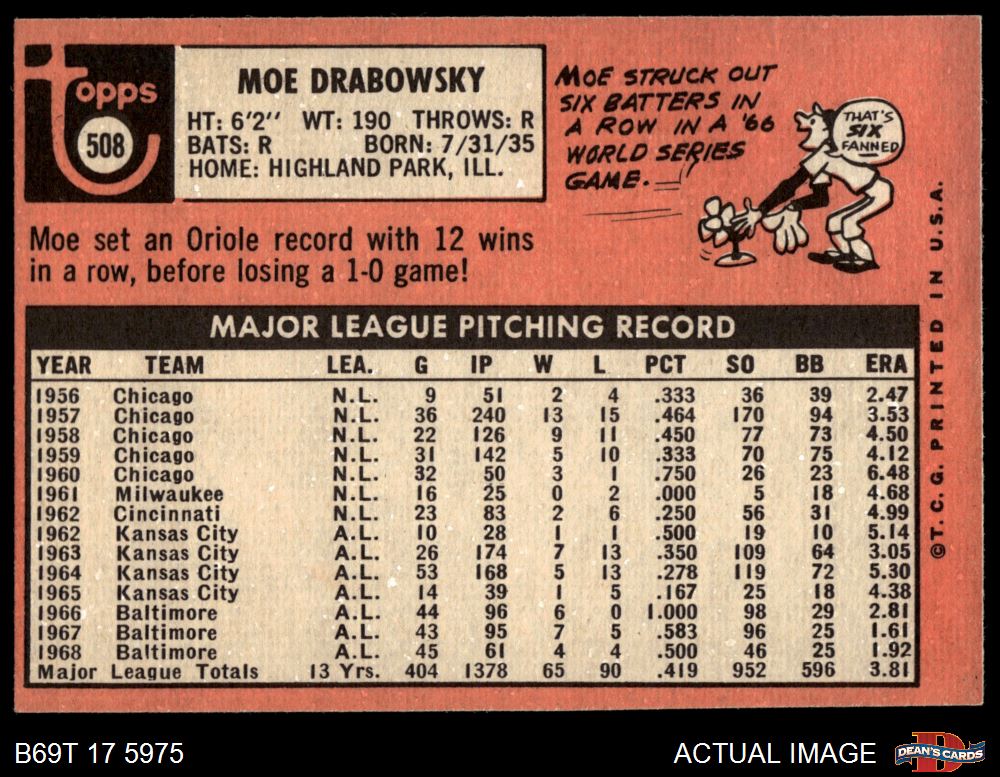 topps
508
MOE DRABOWSKY
HT: 6'2'' WT: 190 THROWS: R
BATS: R BORN: 7/31/35
HOME: HIGHLAND PARK, ILL.
MOE STRUCK OUT
SIX BATTERS IN
A ROW IN A '66
WORLD SERIES
GAME.
THAT'S
SIX
FANNED
Moe set an Oriole record with 12 wins
in a row, before losing a 1-0 game!
MAJOR LEAGUE PITCHING RECORD
YEAR TEAM LEA. G IP W L PCT SO BB ERA
1956 Chicago N.L. 9 51 2 4 .333 36 39 2.47
1957 Chicago N.L. 36 240 13 15 .464 170 94 3.53
1958 Chicago N.L. 22 126 9 11 .450 77 73 4.50
1959 Chicago N.L. 31 142 5 10 .333 70 75 4.12
1960 Chicago N.L. 32 50 3 1 .750 26 23 6.48
1961 Milwaukee N.L. 16 25 0 2 .000 5 18 4.68
1962 Cincinnati N.L. 23 83 2 6 .250 56 31 4.99
1962 Kansas City A.L. 10 28 1 1 .500 19 10 5.14
1963 Kansas City A.L. 26 174 7 13 .350 109 64 3.05
1964 Kansas City A.L. 53 168 5 13 .278 119 72 5.30
1965 Kansas City A.L. 14 39 1 5 .167 25 18 4.38
1966 Baltimore A.L. 44 96 6 0 1.000 98 29 2.81
1967 Baltimore A.L. 43 95 7 5 .583 96 25 1.61
1968 Baltimore A.L. 45 61 4 4 .500 46 25 1.92
Major League Totals 13 Yrs. 404 1378 65 90 .419 952 596 3.81
©T. C. G. PRINTED IN U.S.A.
B69T 17 5975
ACTUAL IMAGE
D
DEAN'S CARDS